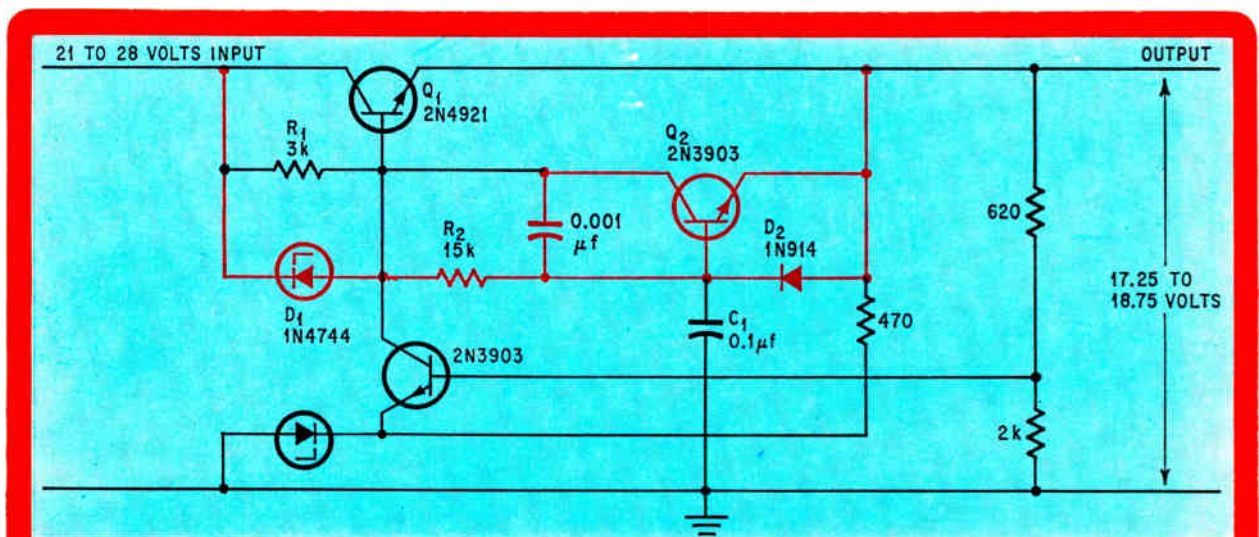 21 TO 28 VOLTS INPUT
OUTPUT
Q1
2N4921
R1
3k
Q2
2N3903
0.001
μf
R2
15k
D2
1N914
620
17.25 TO
18.75 VOLTS
D1
1N4744
C1
0.1μf
470
2N3903
2k